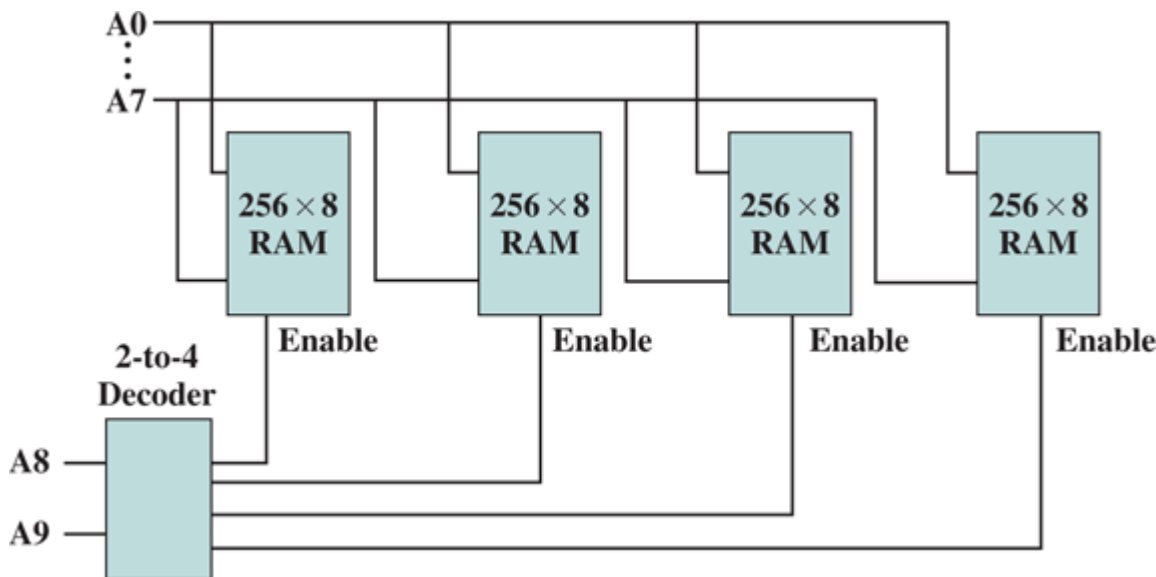 A0
⋮
A7
256 × 8
RAM
256 × 8
RAM
256 × 8
RAM
256 × 8
RAM
Enable
Enable
Enable
Enable
2-to-4
Decoder
A8
A9